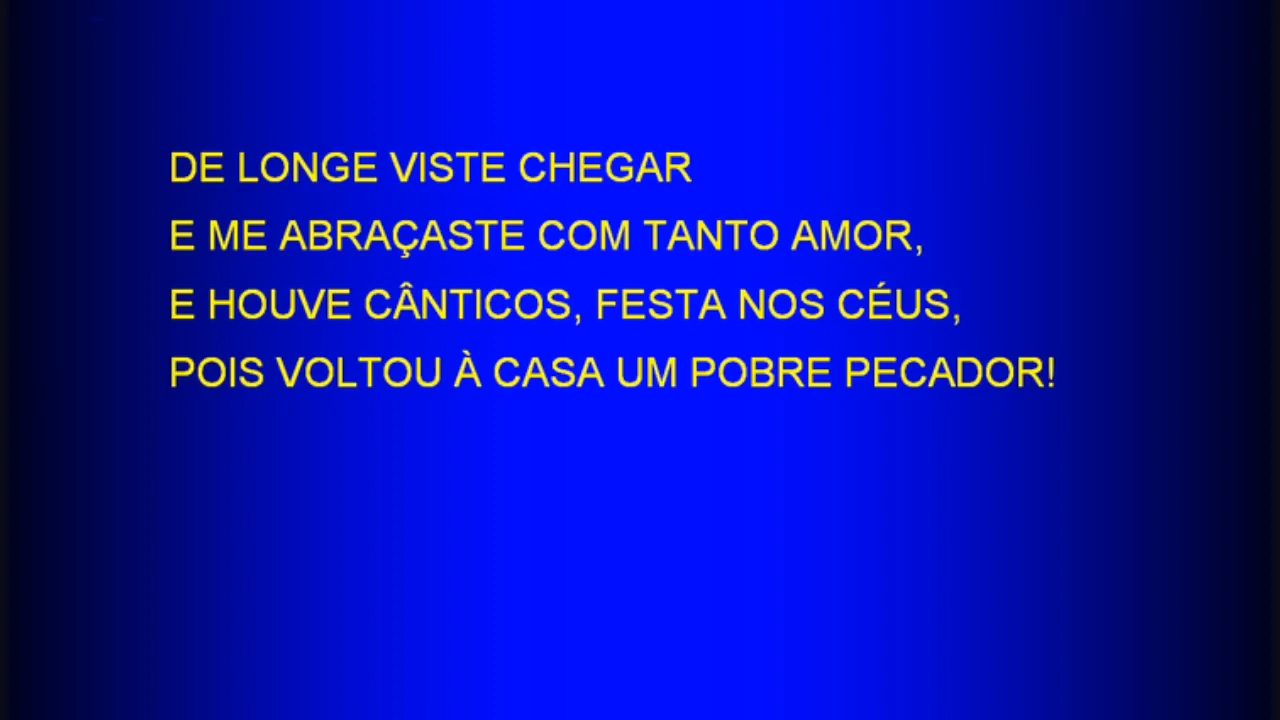 DE LONGE VISTE CHEGAR
E ME ABRAÇASTE COM TANTO AMOR,
E HOUVE CÂNTICOS, FESTA NOS CÉUS,
POIS VOLTOU À CASA UM POBRE PECADOR!